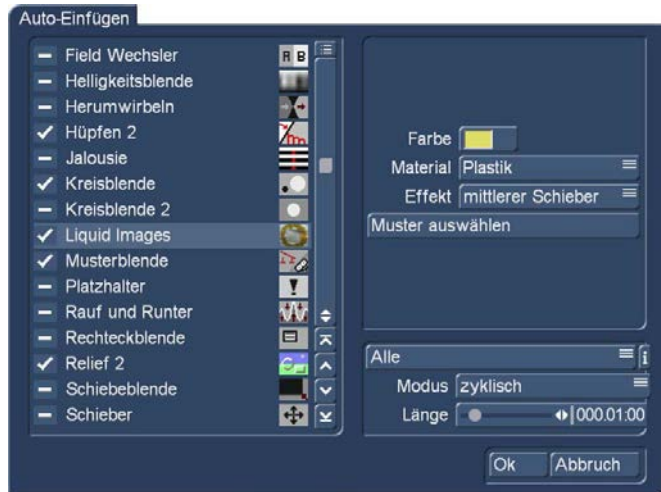 Auto-Einfügen
Field Wechsler
A B
Helligkeitsblende
Herumwirbeln
Hüpfen 2
Jalousie
Kreisblende
Kreisblende 2
Liquid Images
Musterblende
Platzhalter
Rauf und Runter
Rechteckblende
Relief 2
Schiebeblende
Schieber
Farbe
Material Plastik
Effekt mittlerer Schieber
Muster auswählen
Alle
i
Modus zyklisch
Länge 000.01:00
Ok Abbruch